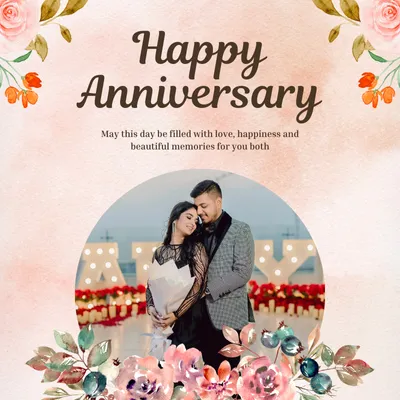 Happy
Anniversary
May this day be filled with love, happiness and
beautiful memories for you both